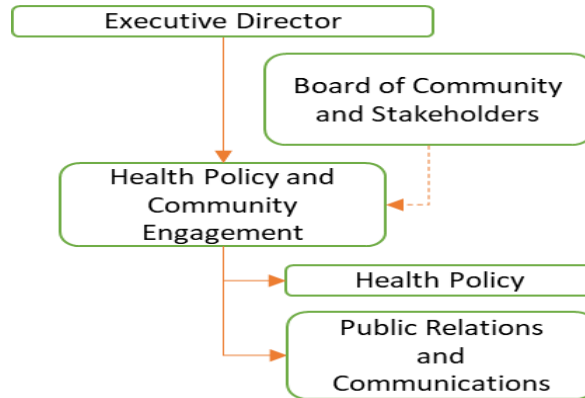 Executive Director
Board of Community
and Stakeholders
Health Policy and
Community
Engagement
Health Policy
Public Relations
and
Communications